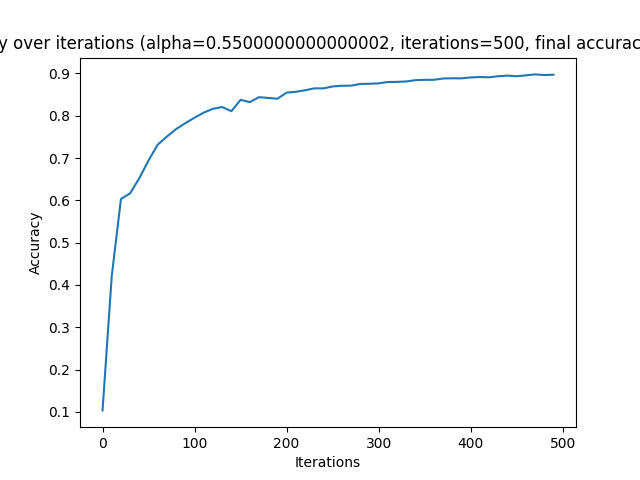 y over iterations (alpha=0.5500000000000002, iterations=500, final accurac
0.9
0.8
0.7
0.6
0.5
0.4
0.3
0.2
0.1
Accuracy
0 100 200 300 400 500
Iterations